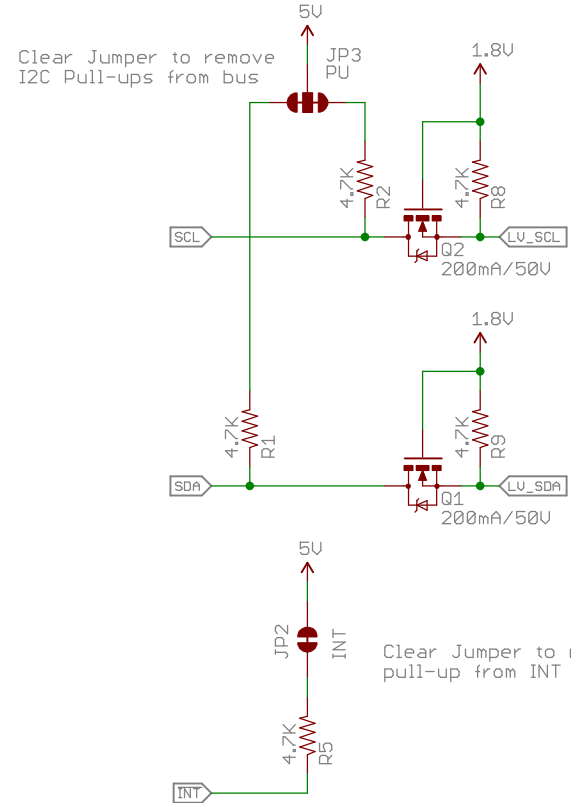 5V
Clear Jumper to remove
I2C Pull-ups from bus
JP3
PU
1.8V
4.7K
R2
4.7K
R8
SCL
LV_SCL
Q2
200mA/50V
1.8V
4.7K
R1
4.7K
R9
SDA
LV_SDA
Q1
200mA/50V
5V
JP2
INT
Clear Jumper to
pull-up from INT
4.7K
R5
INT